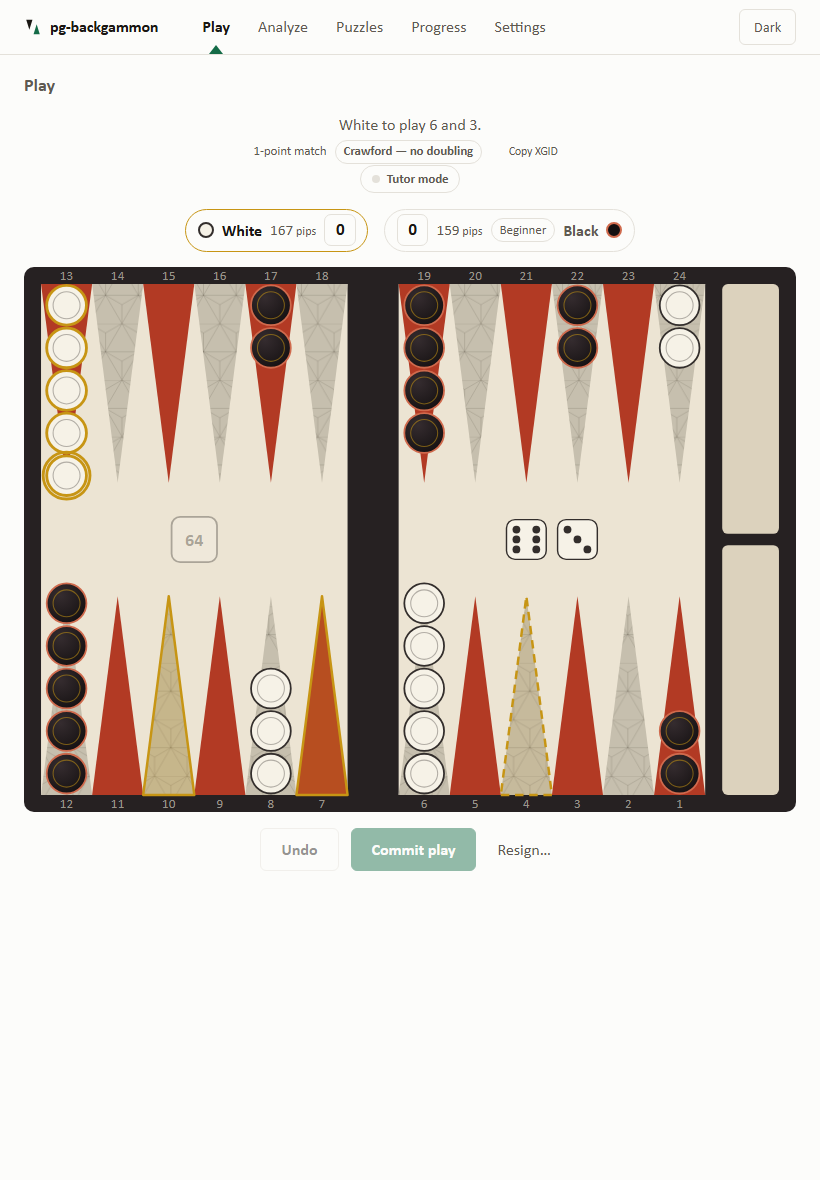 pg-backgammon Play Analyze Puzzles Progress Settings Dark
Play
White to play 6 and 3.
1-point match Crawford — no doubling Copy XGID
Tutor mode
White 167 pips 0 0 159 pips Beginner Black
13 14 15 16 17 18 19 20 21 22 23 24
64
12 11 10 9 8 7 6 5 4 3 2 1
Undo Commit play Resign...